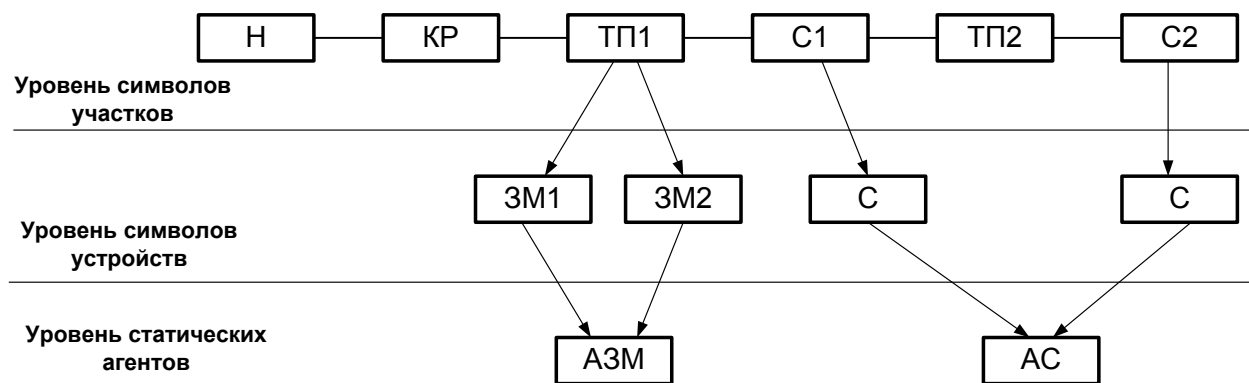 Н КР ТП1 С1 ТП2 С2
Уровень символов
участков
ЗМ1 ЗМ2 С С
Уровень символов
устройств
Уровень статических
агентов
АЗМ АС